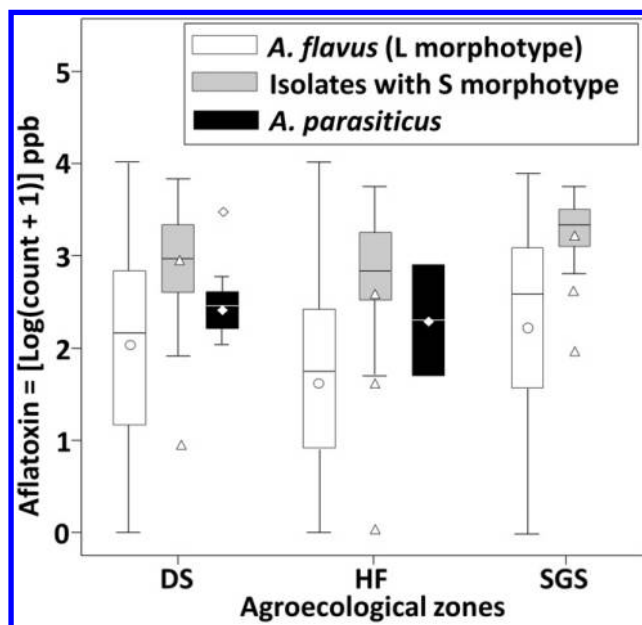 A. flavus (L morphotype)
Isolates with S morphotype
A. parasiticus
Aflatoxin = [Log(count + 1)] ppb
5
4
3
2
1
0
DS HF SGS
Agroecological zones